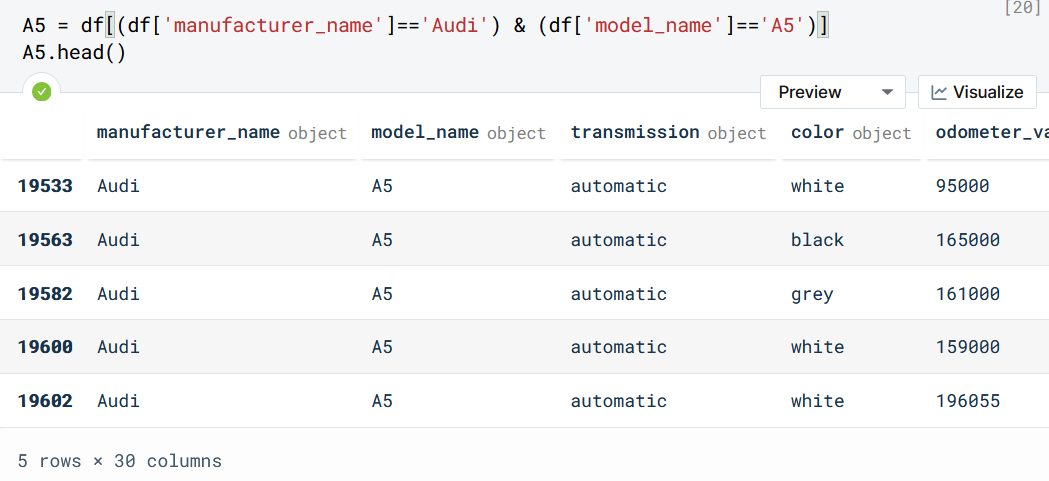 [20]
A5 = df[(df['manufacturer_name']=='Audi') & (df['model_name']=='A5')]
A5.head()
Preview Visualize
manufacturer_name object model_name object transmission object color object odometer_va
19533 Audi A5 automatic white 95000
19563 Audi A5 automatic black 165000
19582 Audi A5 automatic grey 161000
19600 Audi A5 automatic white 159000
19602 Audi A5 automatic white 196055
5 rows × 30 columns